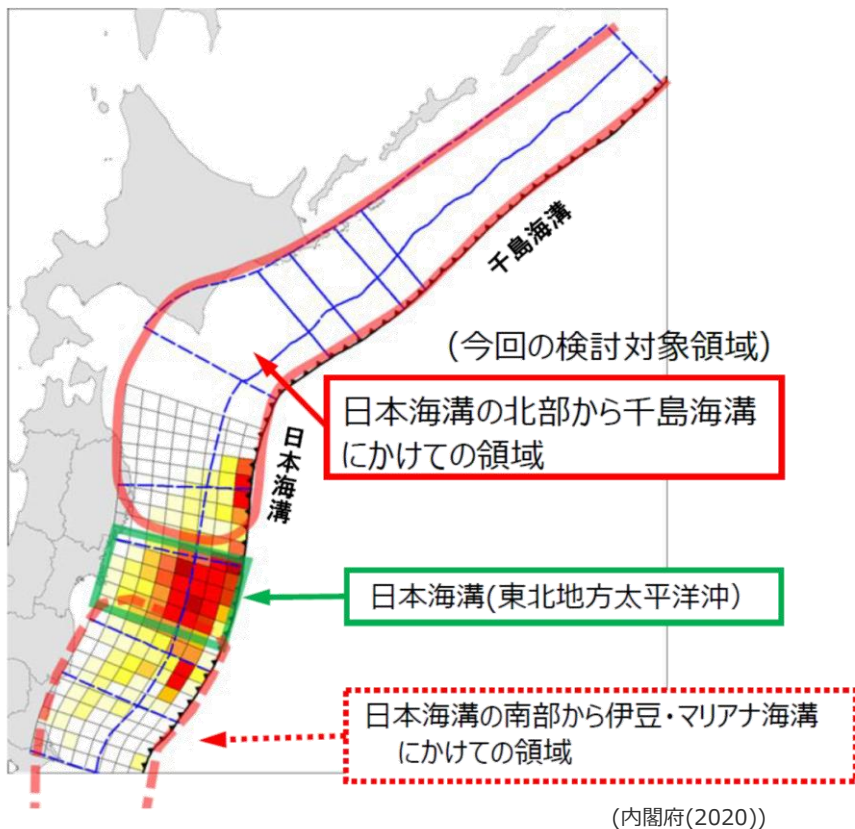 千島海溝
(今回の検討対象領域)
日本海溝の北部から千島海溝
にかけての領域
日本海溝
日本海溝(東北地方太平洋沖)
日本海溝の南部から伊豆・マリアナ海溝
にかけての領域
(内閣府(2020))